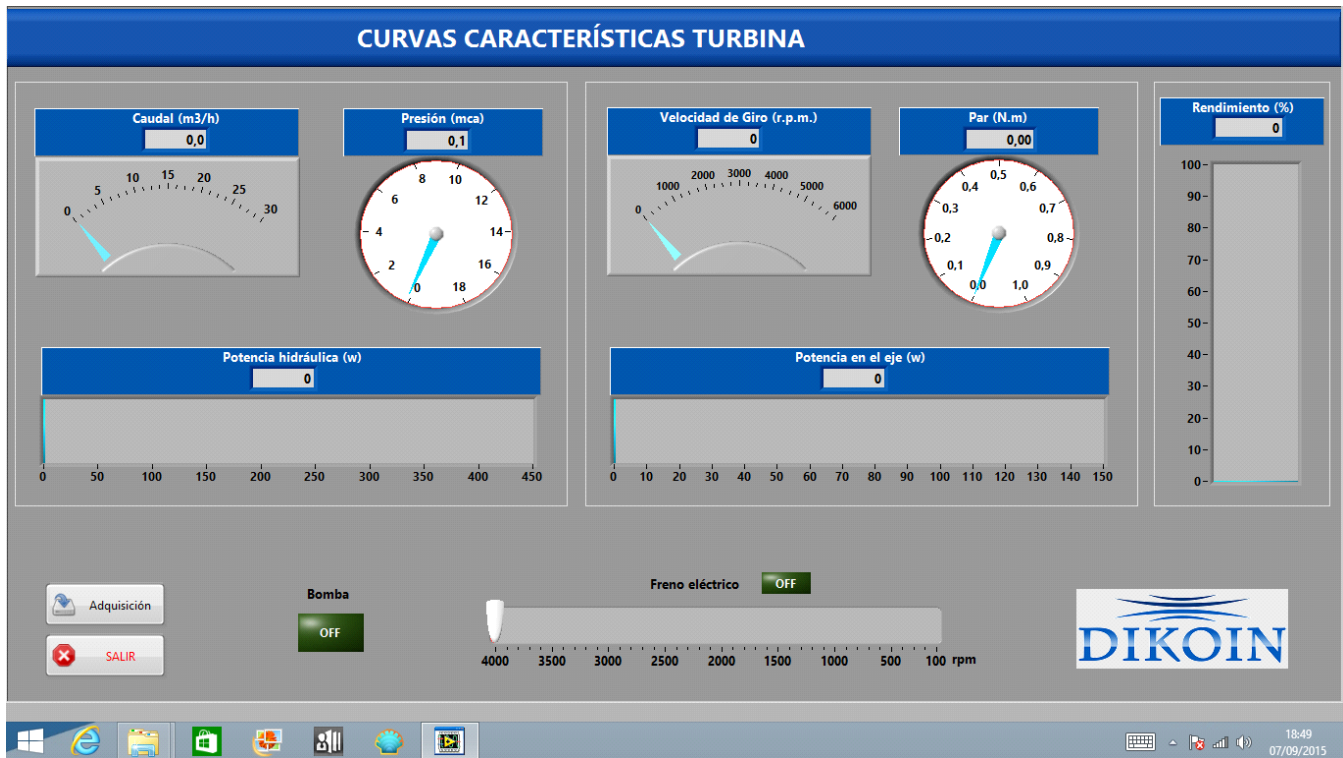 CURVAS CARACTERÍSTICAS TURBINA
Caudal (m3/h)
0,0
0 5 10 15 20 25 30
Presión (mca)
0,1
0 2 4 6 8 10 12 14 16 18
Velocidad de Giro (r.p.m.)
0
0 1000 2000 3000 4000 5000 6000
Par (N.m)
0,00
0,0 0,1 0,2 0,3 0,4 0,5 0,6 0,7 0,8 0,9 1,0
Rendimiento (%)
0
100
90
80
70
60
50
40
30
20
10
0
Potencia hidráulica (w)
0
0 50 100 150 200 250 300 350 400 450
Potencia en el eje (w)
0
0 10 20 30 40 50 60 70 80 90 100 110 120 130 140 150
Adquisición
SALIR
Bomba
OFF
Freno eléctrico OFF
4000 3500 3000 2500 2000 1500 1000 500 100 rpm
DIKOIN
18:49
07/09/2015